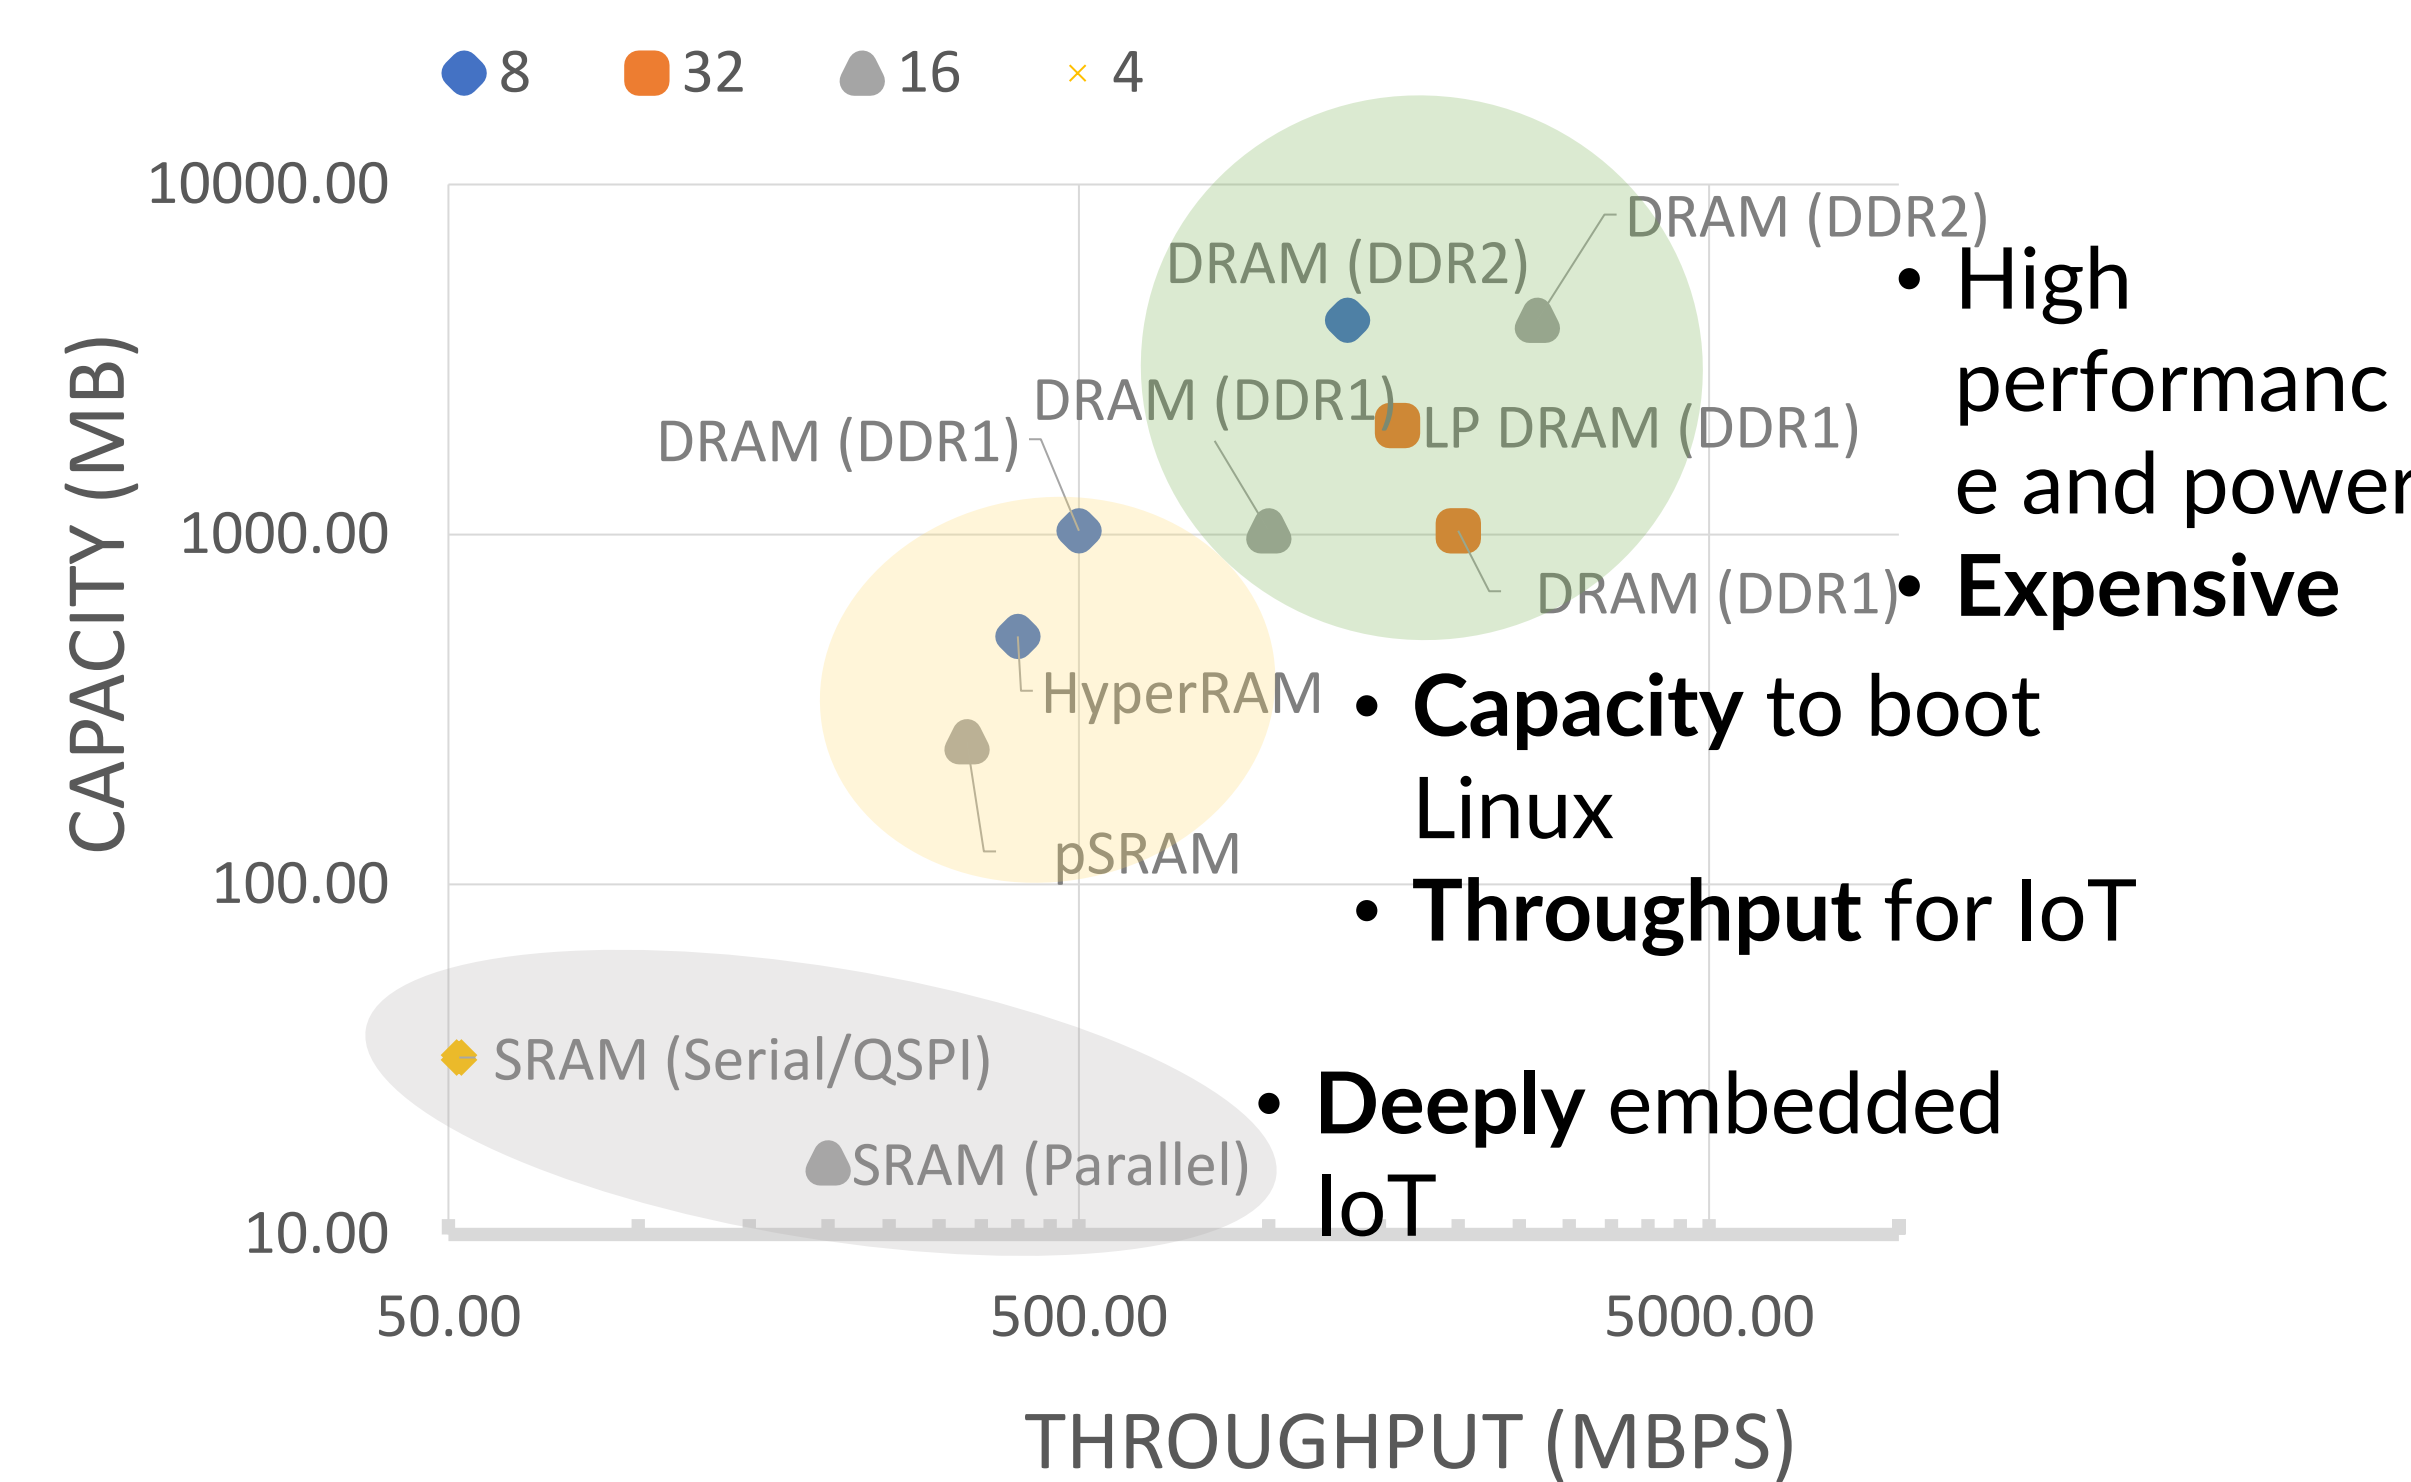 8 32 16 4
10000.00
DRAM (DDR2)
DRAM (DDR2)
• High
performanc
e and power
• Expensive
DRAM (DDR1)
DRAM (DDR1)
LP DRAM (DDR1)
1000.00
DRAM (DDR1)
CAPACITY (MB)
HyperRAM
• Capacity to boot
Linux
pSRAM
100.00
• Throughput for IoT
SRAM (Serial/QSPI)
• Deeply embedded
IoT
SRAM (Parallel)
10.00
50.00 500.00 5000.00
THROUGHPUT (MBPS)